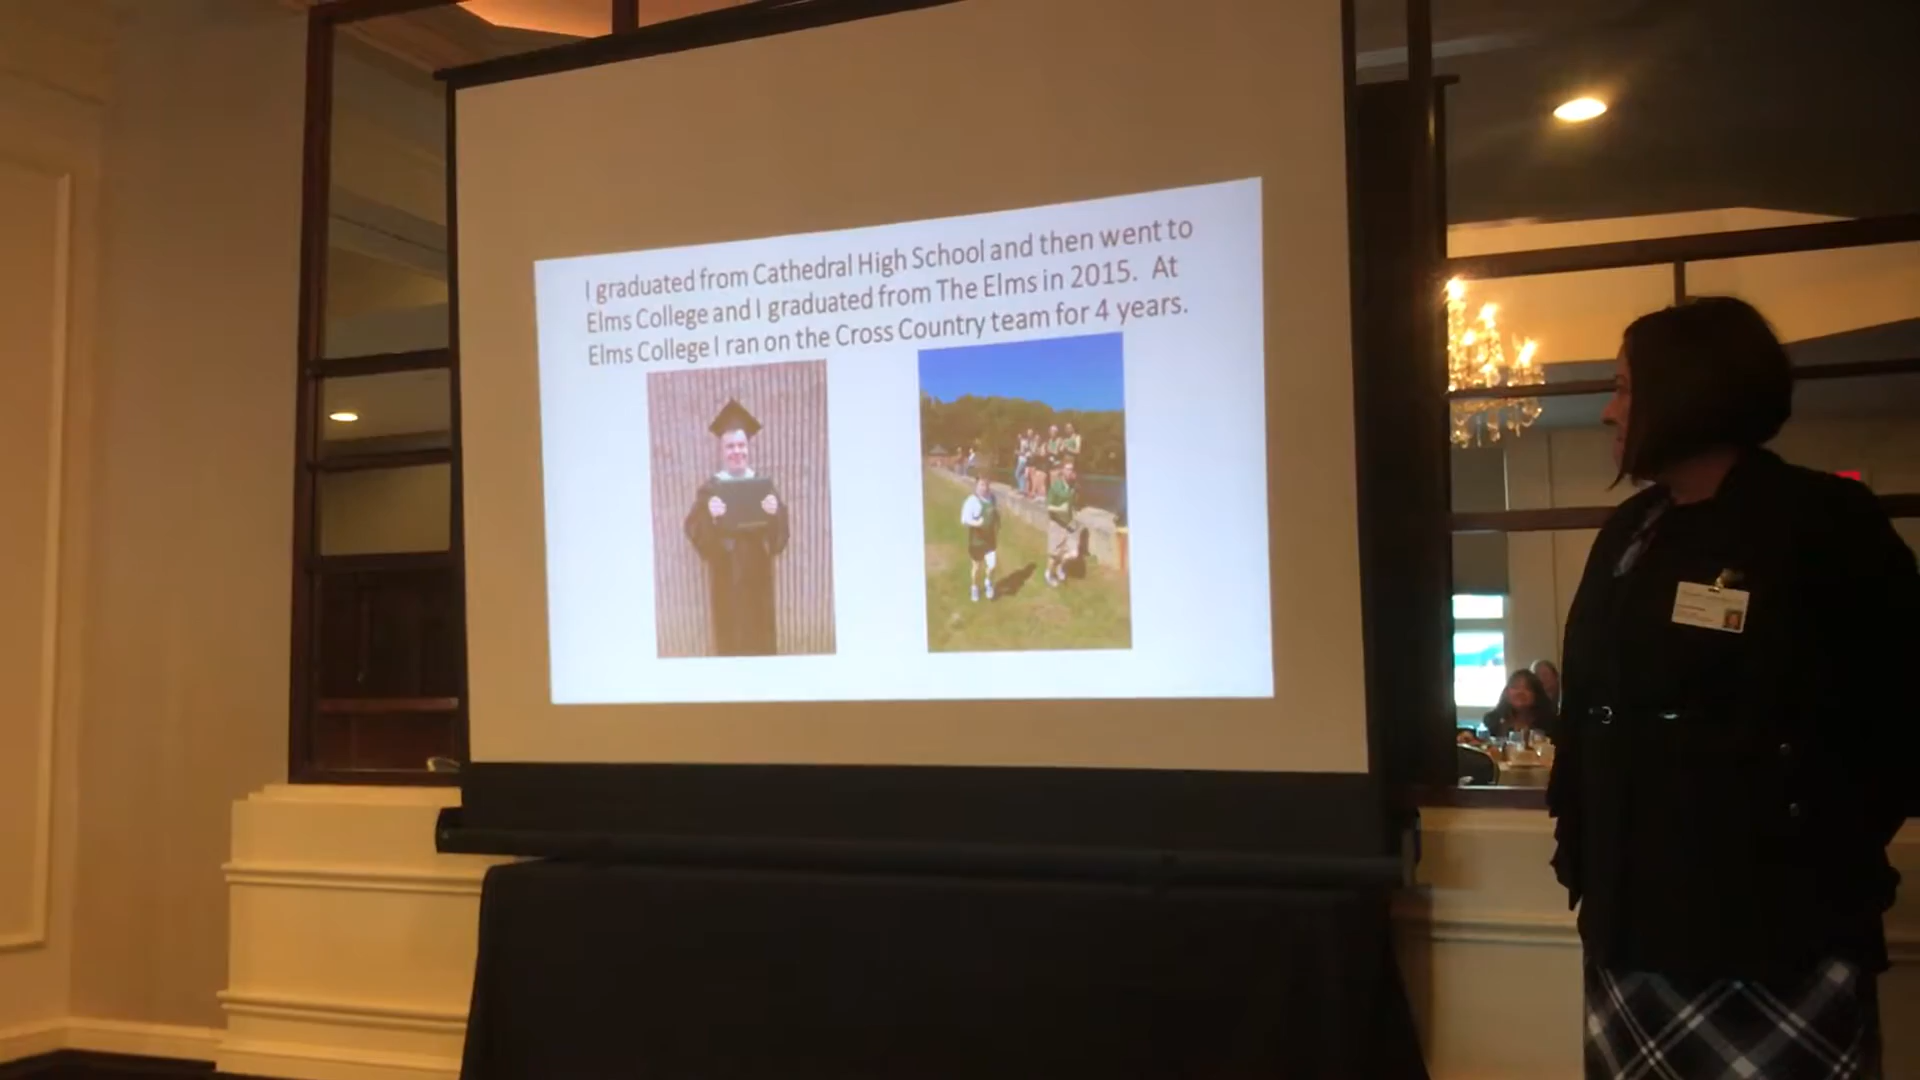 I graduated from Cathedral High School and then went to
Elms College and I graduated from The Elms in 2015.  At
Elms College I ran on the Cross Country team for 4 years.